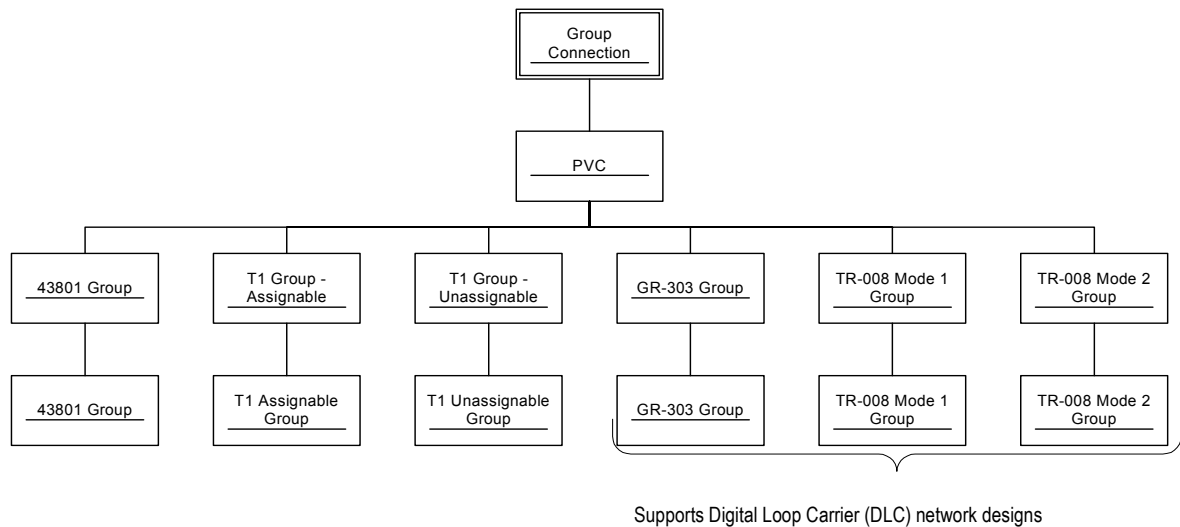 Group
Connection
PVC
43801 Group
T1 Group -
Assignable
T1 Group -
Unassignable
GR-303 Group
TR-008 Mode 1
Group
TR-008 Mode 2
Group
43801 Group
T1 Assignable
Group
T1 Unassignable
Group
GR-303 Group
TR-008 Mode 1
Group
TR-008 Mode 2
Group
Supports Digital Loop Carrier (DLC) network designs